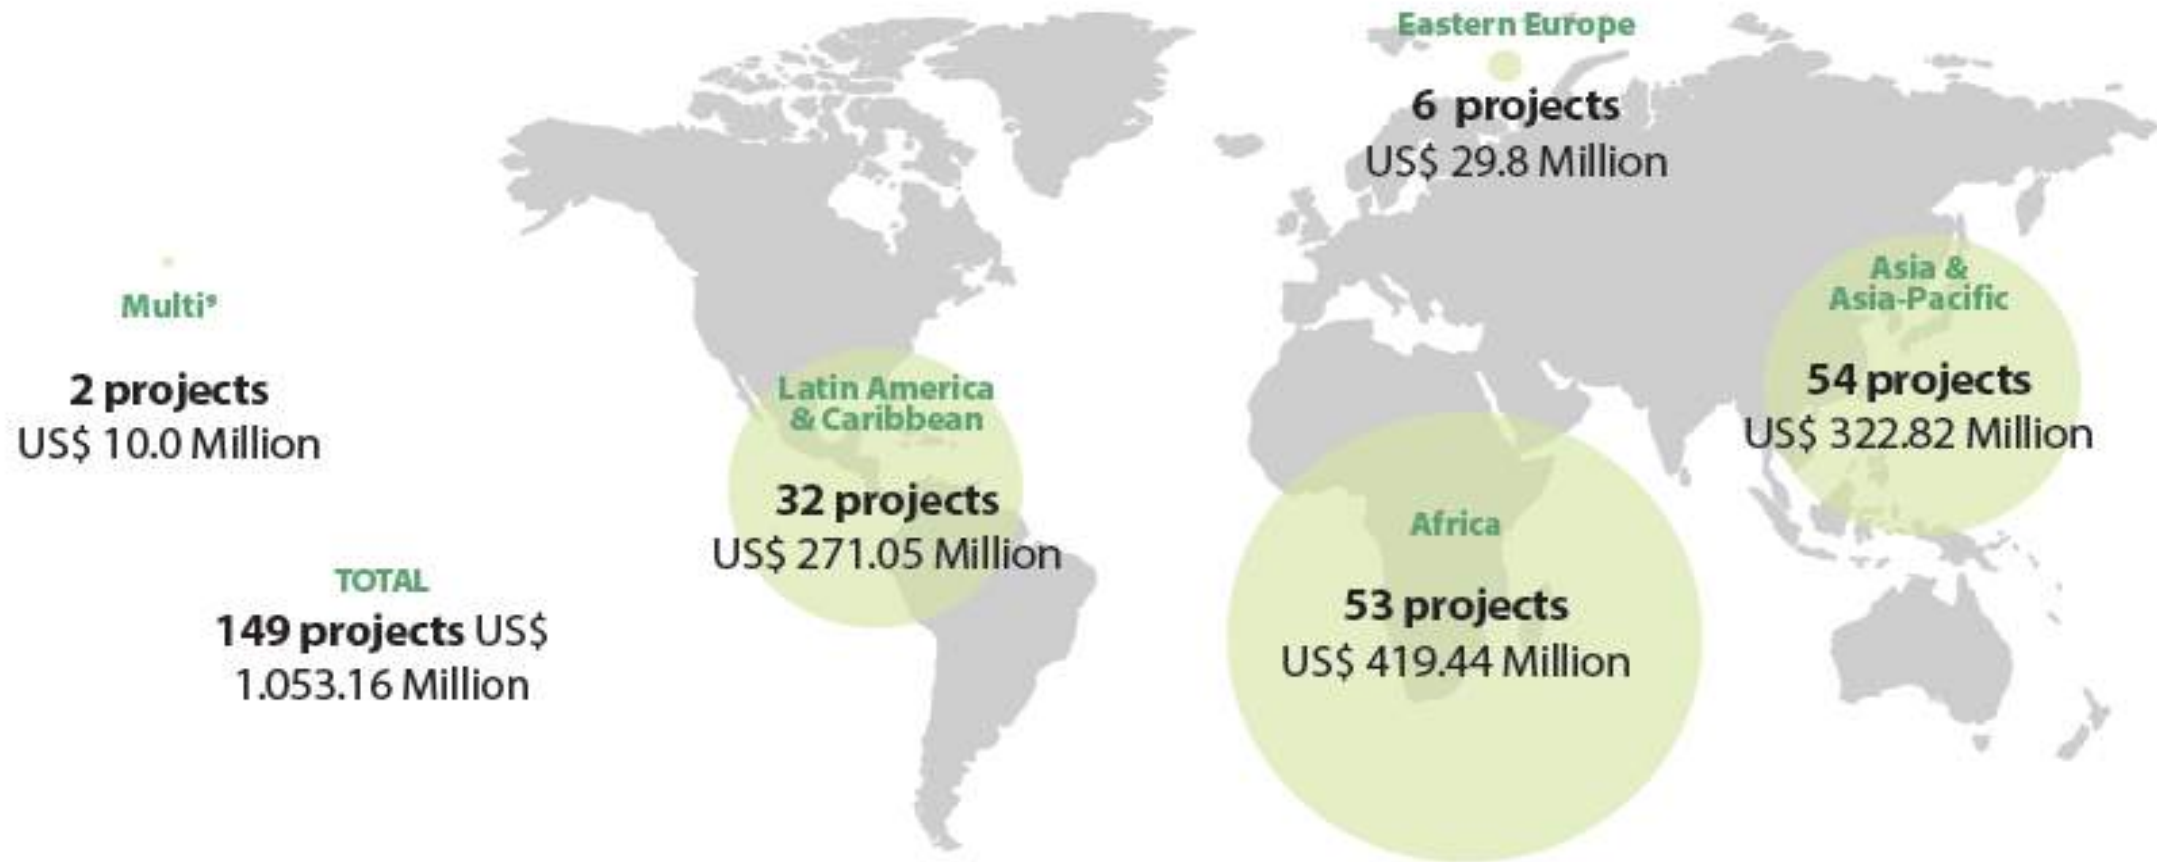 Eastern Europe
6 projects
US$ 29.8 Million
Multi⁹
2 projects
US$ 10.0 Million
Latin America
& Caribbean
32 projects
US$ 271.05 Million
Asia &
Asia-Pacific
54 projects
US$ 322.82 Million
Africa
53 projects
US$ 419.44 Million
TOTAL
149 projects US$
1.053.16 Million